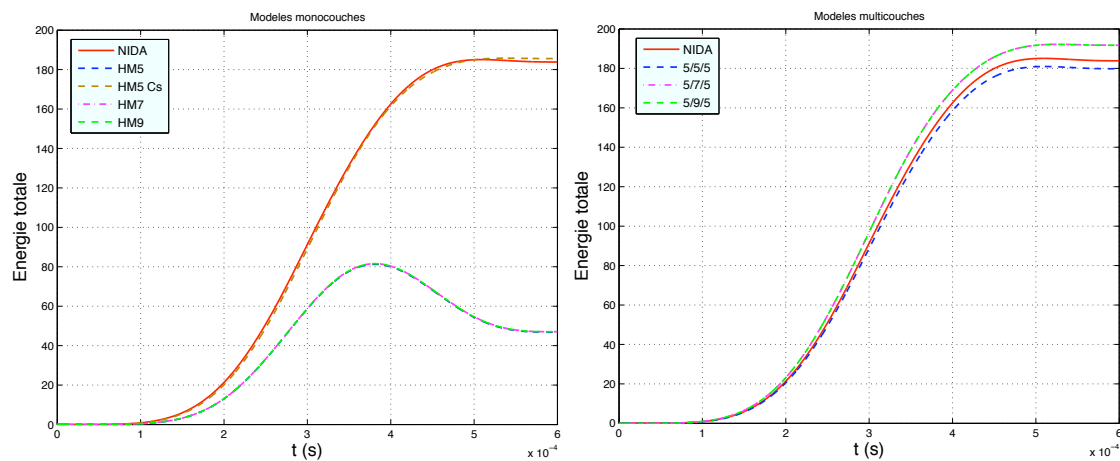 Modeles monocouches
200
180
160
140
120
100
80
60
40
20
0
Energie totale
NIDA
HM5
HM5 Cs
HM7
HM9
0 1 2 3 4 5 6
t (s)
x 10⁻⁴
Modeles multicouches
200
180
160
140
120
100
80
60
40
20
0
Energie totale
NIDA
5/5/5
5/7/5
5/9/5
0 1 2 3 4 5 6
t (s)
x 10⁻⁴